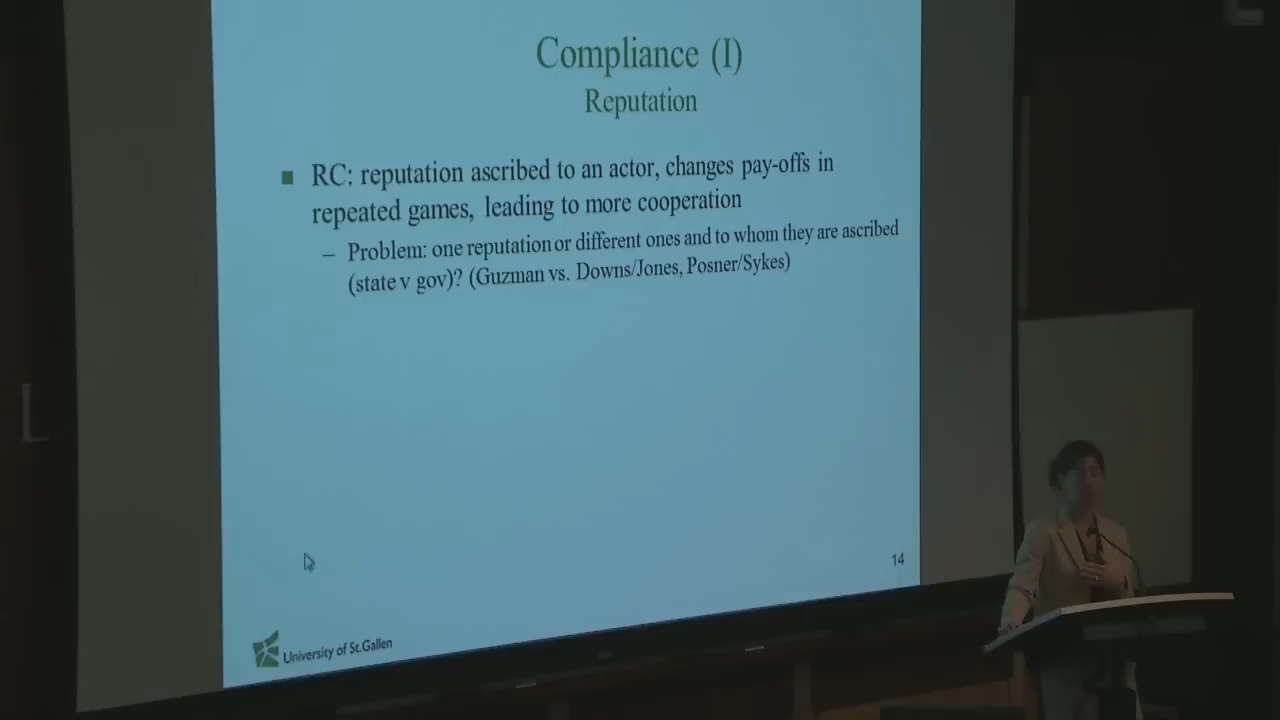 Compliance (I)
Reputation
RC: reputation ascribed to an actor, changes pay-offs in
repeated games, leading to more cooperation
– Problem: one reputation or different ones and to whom they are ascribed
(state v gov)? (Guzman vs. Downs/Jones, Posner/Sykes)
14
University of St.Gallen